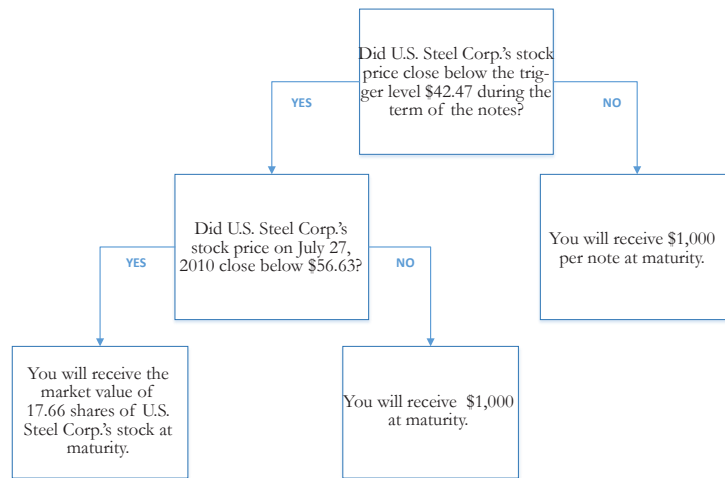 Did U.S. Steel Corp.'s stock
price close below the trig-
ger level $42.47 during the
term of the notes?
YES
NO
Did U.S. Steel Corp.'s
stock price on July 27,
2010 close below $56.63?
You will receive $1,000
per note at maturity.
YES
NO
You will receive the
market value of
17.66 shares of U.S.
Steel Corp.'s stock at
maturity.
You will receive $1,000
at maturity.